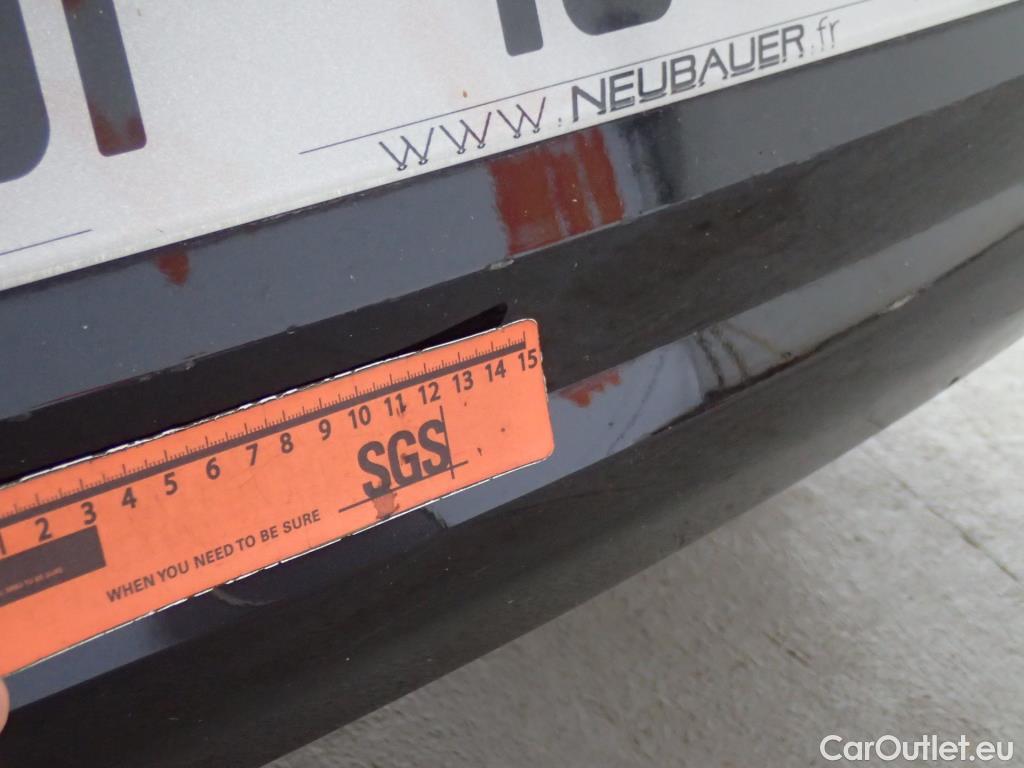 WWW.NEUBAUER.fr
1 2 3 4 5 6 7 8 9 10 11 12 13 14 15
SGS
WHEN YOU NEED TO BE SURE
CarOutlet.eu